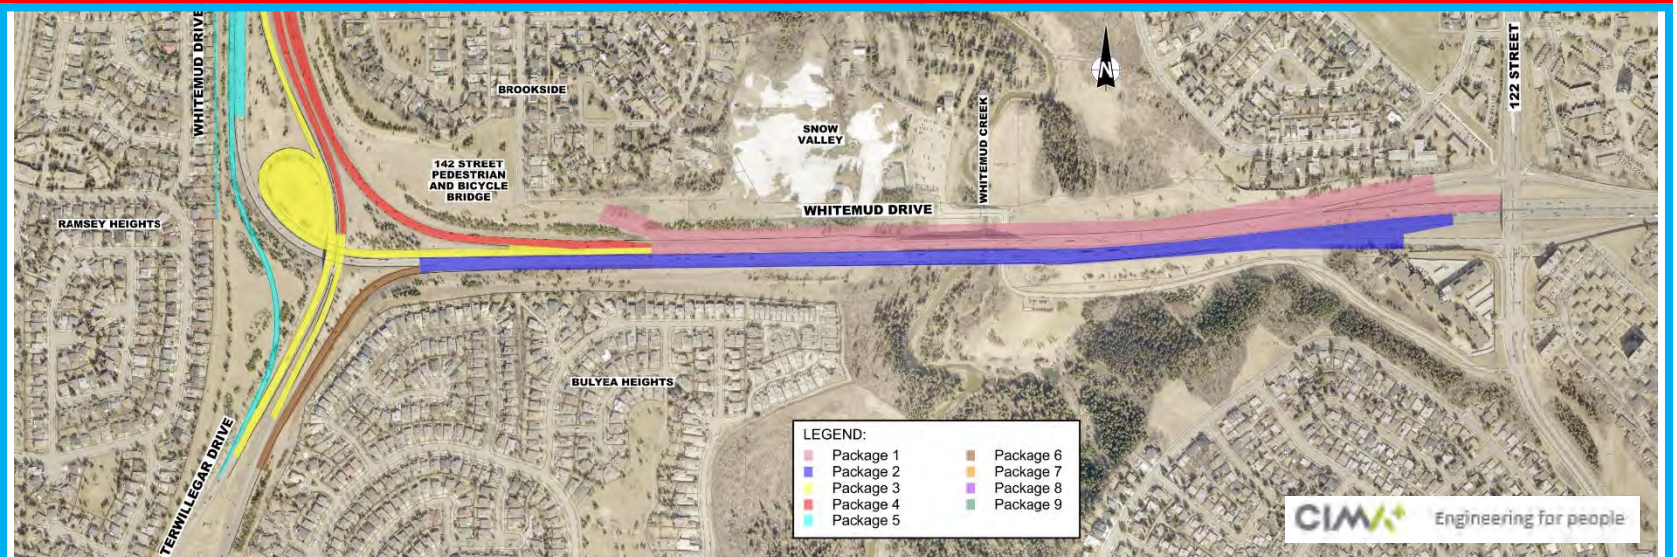 WHITEMUD DRIVE
BROOKSIDE
SNOW
VALLEY
WHITEMUD CREEK
N
122 STREET
142 STREET
PEDESTRIAN
AND BICYCLE
BRIDGE
RAMSEY HEIGHTS
WHITEMUD DRIVE
BULYEA HEIGHTS
TERWILLEGAR DRIVE
LEGEND:
Package 1
Package 2
Package 3
Package 4
Package 5
Package 6
Package 7
Package 8
Package 9
CIMA+
Engineering for people